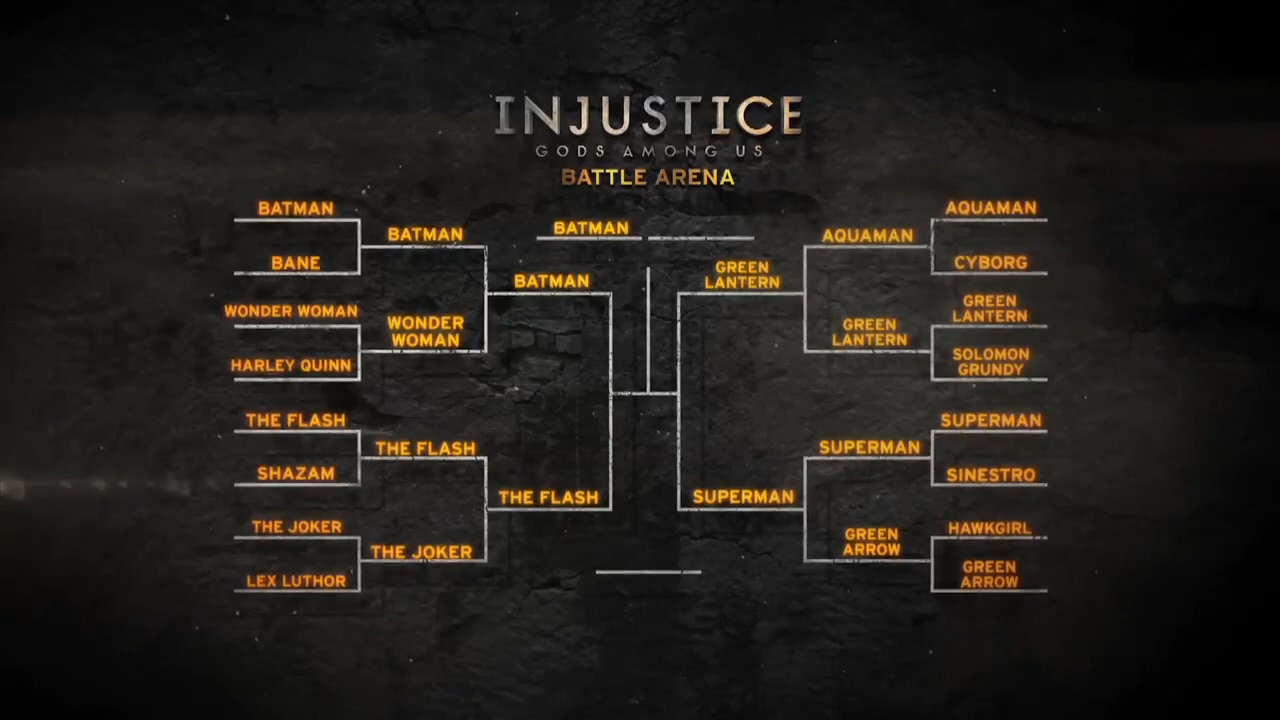 INJUSTICE
GODS AMONG US
BATTLE ARENA
BATMAN
BANE
WONDER WOMAN
HARLEY QUINN
THE FLASH
SHAZAM
THE JOKER
LEX LUTHOR
BATMAN
WONDER
WOMAN
THE FLASH
THE JOKER
BATMAN
THE FLASH
BATMAN
GREEN
LANTERN
SUPERMAN
AQUAMAN
GREEN
LANTERN
SUPERMAN
GREEN
ARROW
AQUAMAN
CYBORG
GREEN
LANTERN
SOLOMON
GRUNDY
SUPERMAN
SINESTRO
HAWKGIRL
GREEN
ARROW